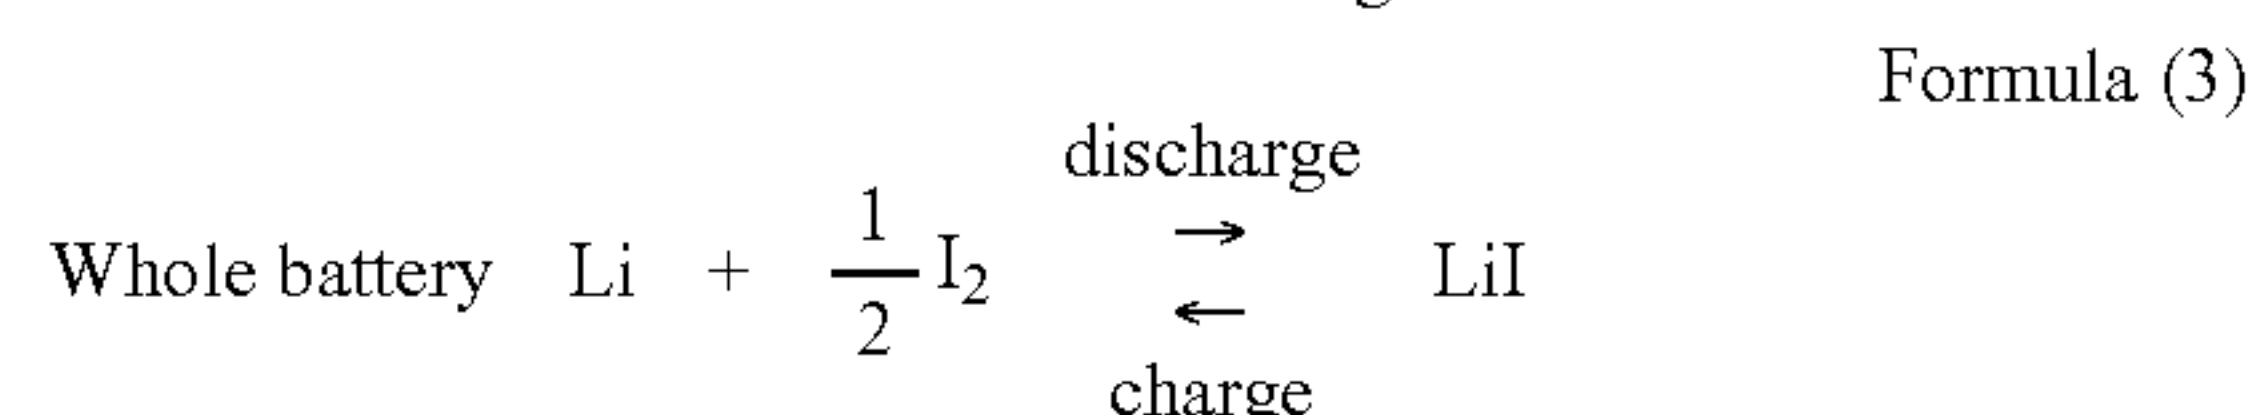 Formula (3)
discharge
Whole battery Li + 1/2 I₂ → ← LiI
charge